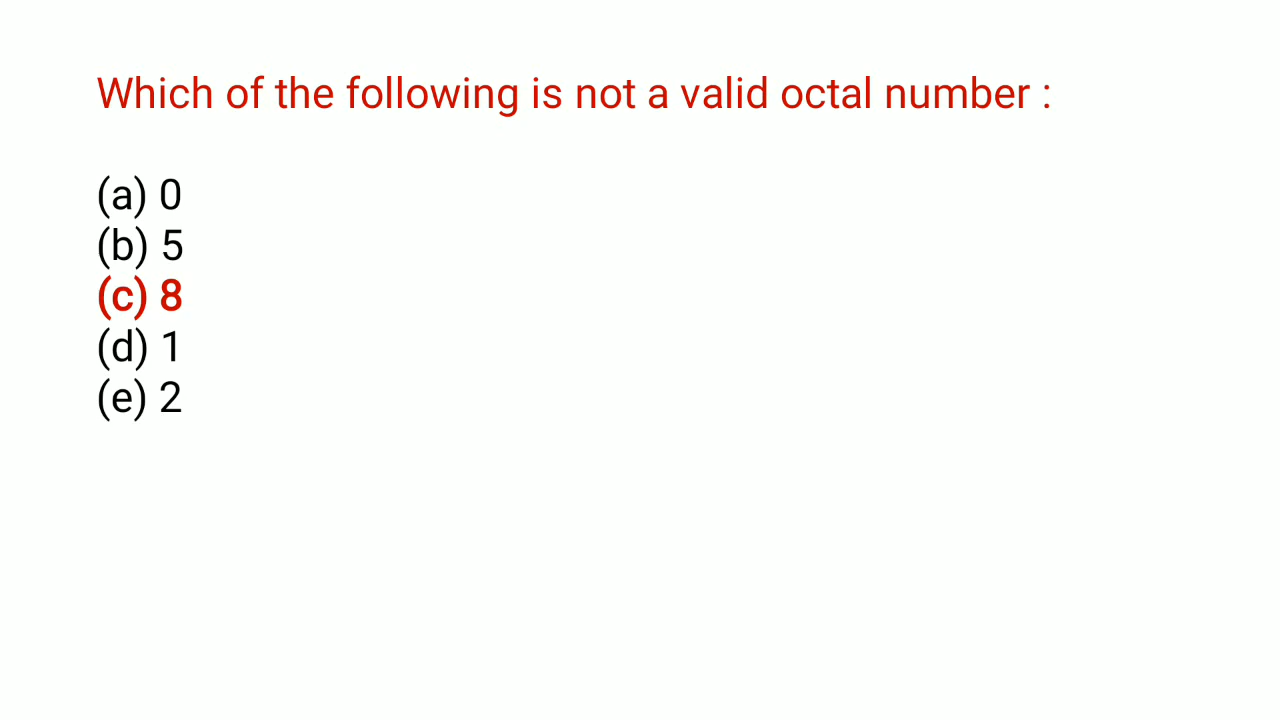 Which of the following is not a valid octal number :
(a) 0
(b) 5
(c) 8
(d) 1
(e) 2